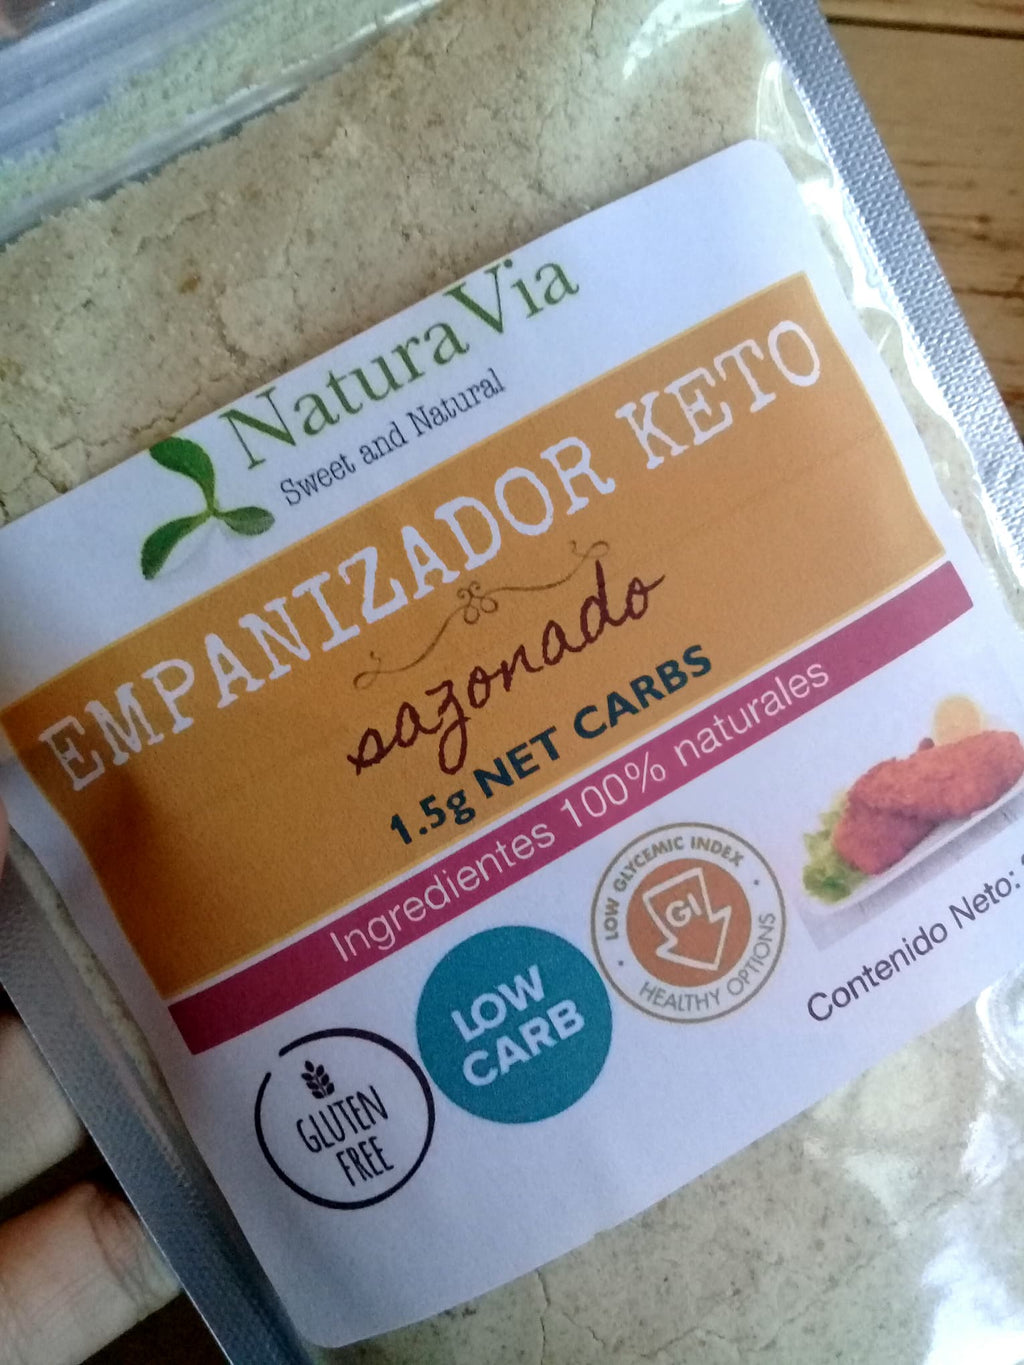 NaturaVia
Sweet and Natural
EMPANIZADOR KETO
sazonado
1.5g NET CARBS
Ingredientes 100% naturales
GLUTEN
FREE
LOW
CARB
LOW GLYCEMIC INDEX
GI
HEALTHY OPTIONS
Contenido Neto: